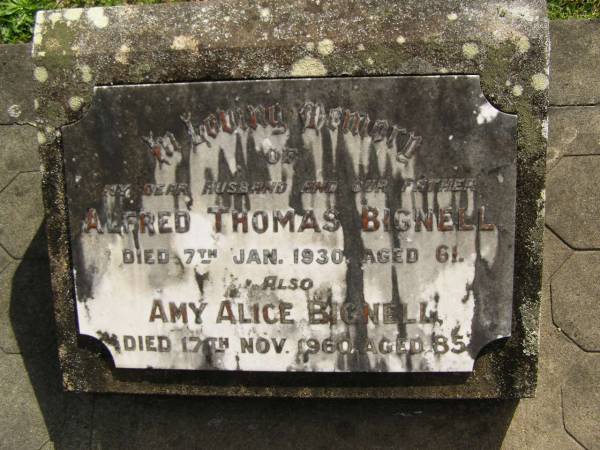 In Loving Memory
OF
MY DEAR HUSBAND AND OUR FATHER
ALFRED THOMAS BIGNELL
DIED 7TH JAN. 1930. AGED 61.
ALSO
AMY ALICE BIGNELL
DIED 17TH NOV. 1960. AGED 85